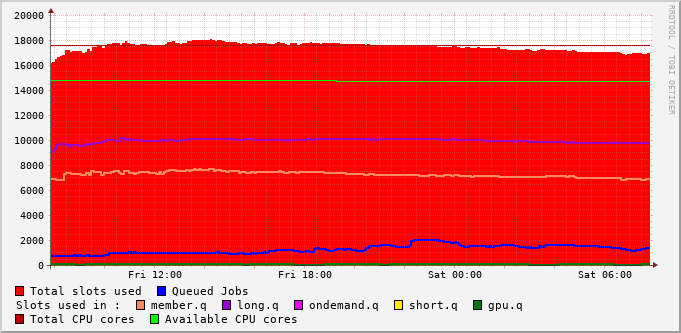 RRDTOOL / TOBI OETIKER
20000
18000
16000
14000
12000
10000
8000
6000
4000
2000
0
Fri 12:00 Fri 18:00 Sat 00:00 Sat 06:00
Total slots used Queued Jobs
Slots used in : member.q long.q ondemand.q short.q gpu.q
Total CPU cores Available CPU cores